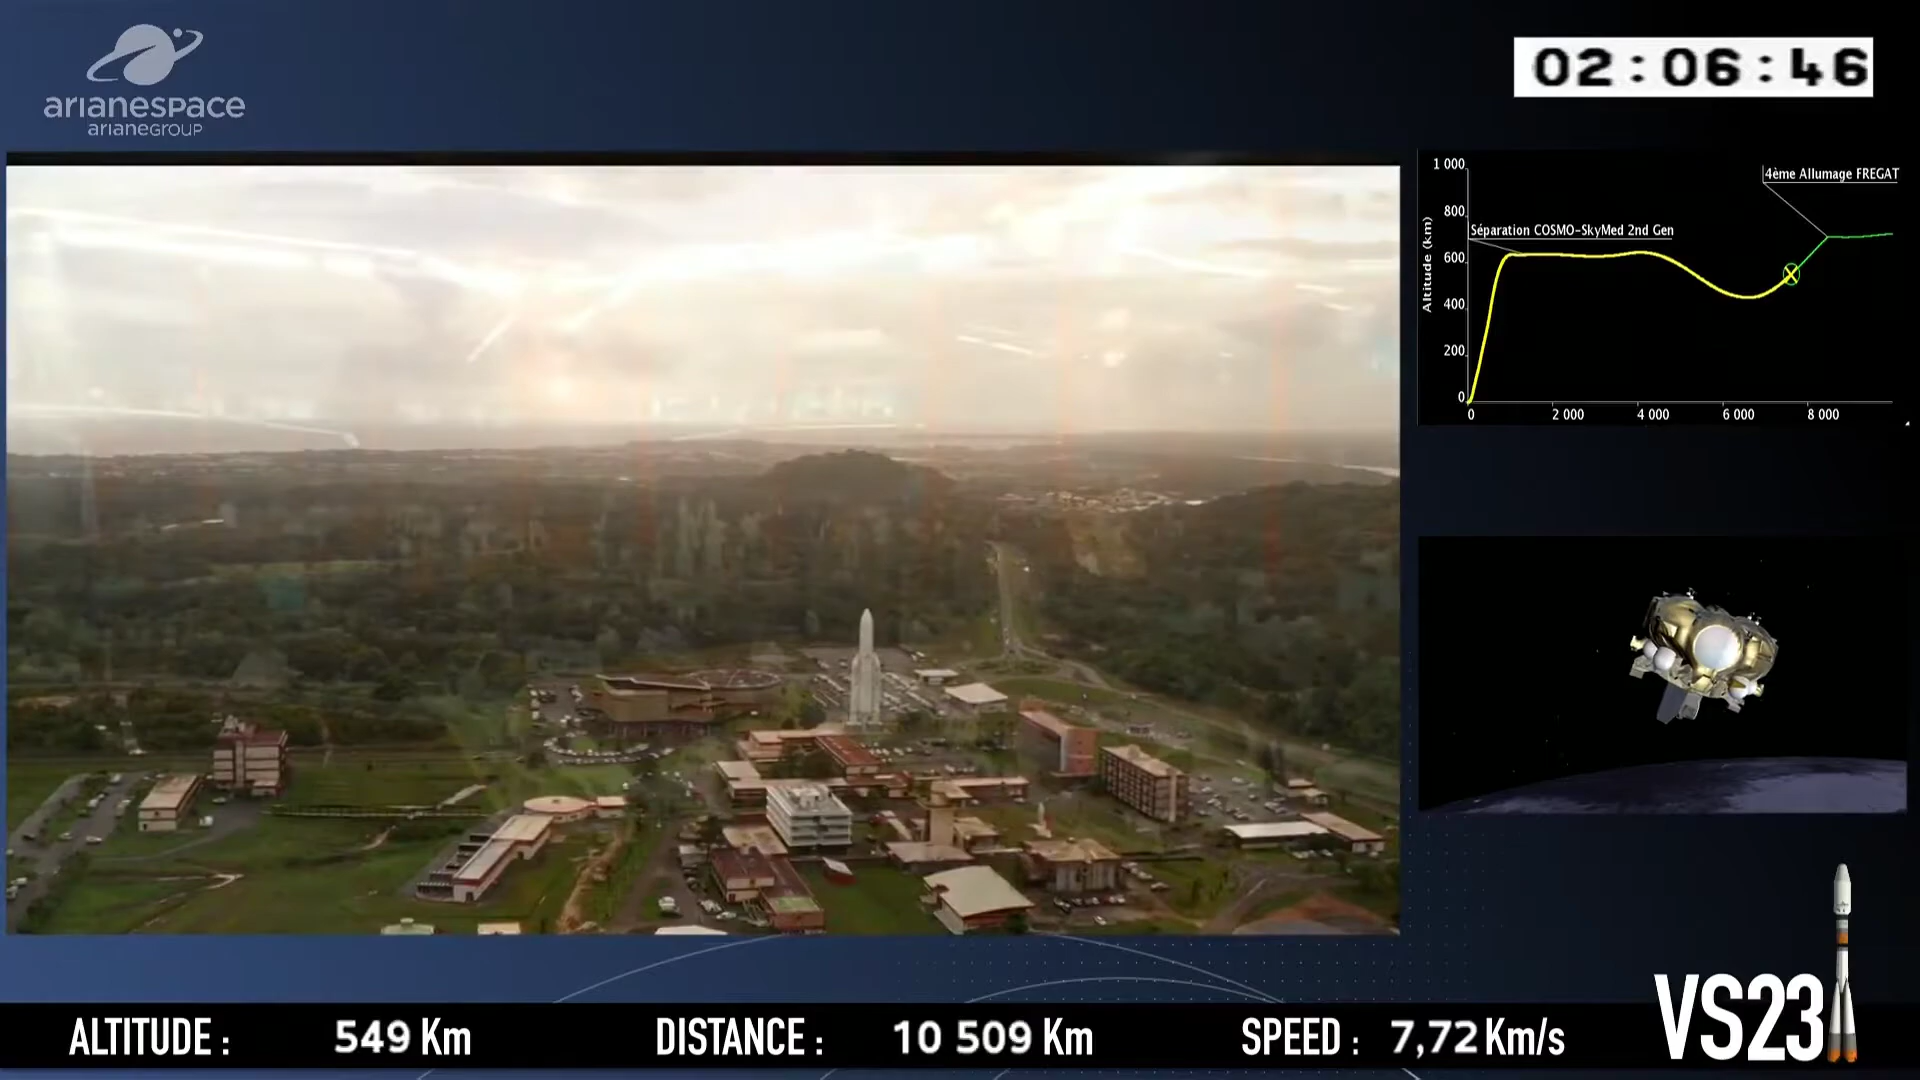 arianespace
arianeGROUP
02:06:46
1 000
800
600
400
200
0
Altitude (km)
4ème Allumage FREGAT
Séparation COSMO-SkyMed 2nd Gen
0 2 000 4 000 6 000 8 000
ALTITUDE : 549 Km DISTANCE : 10 509 Km SPEED : 7,72 Km/s
VS23